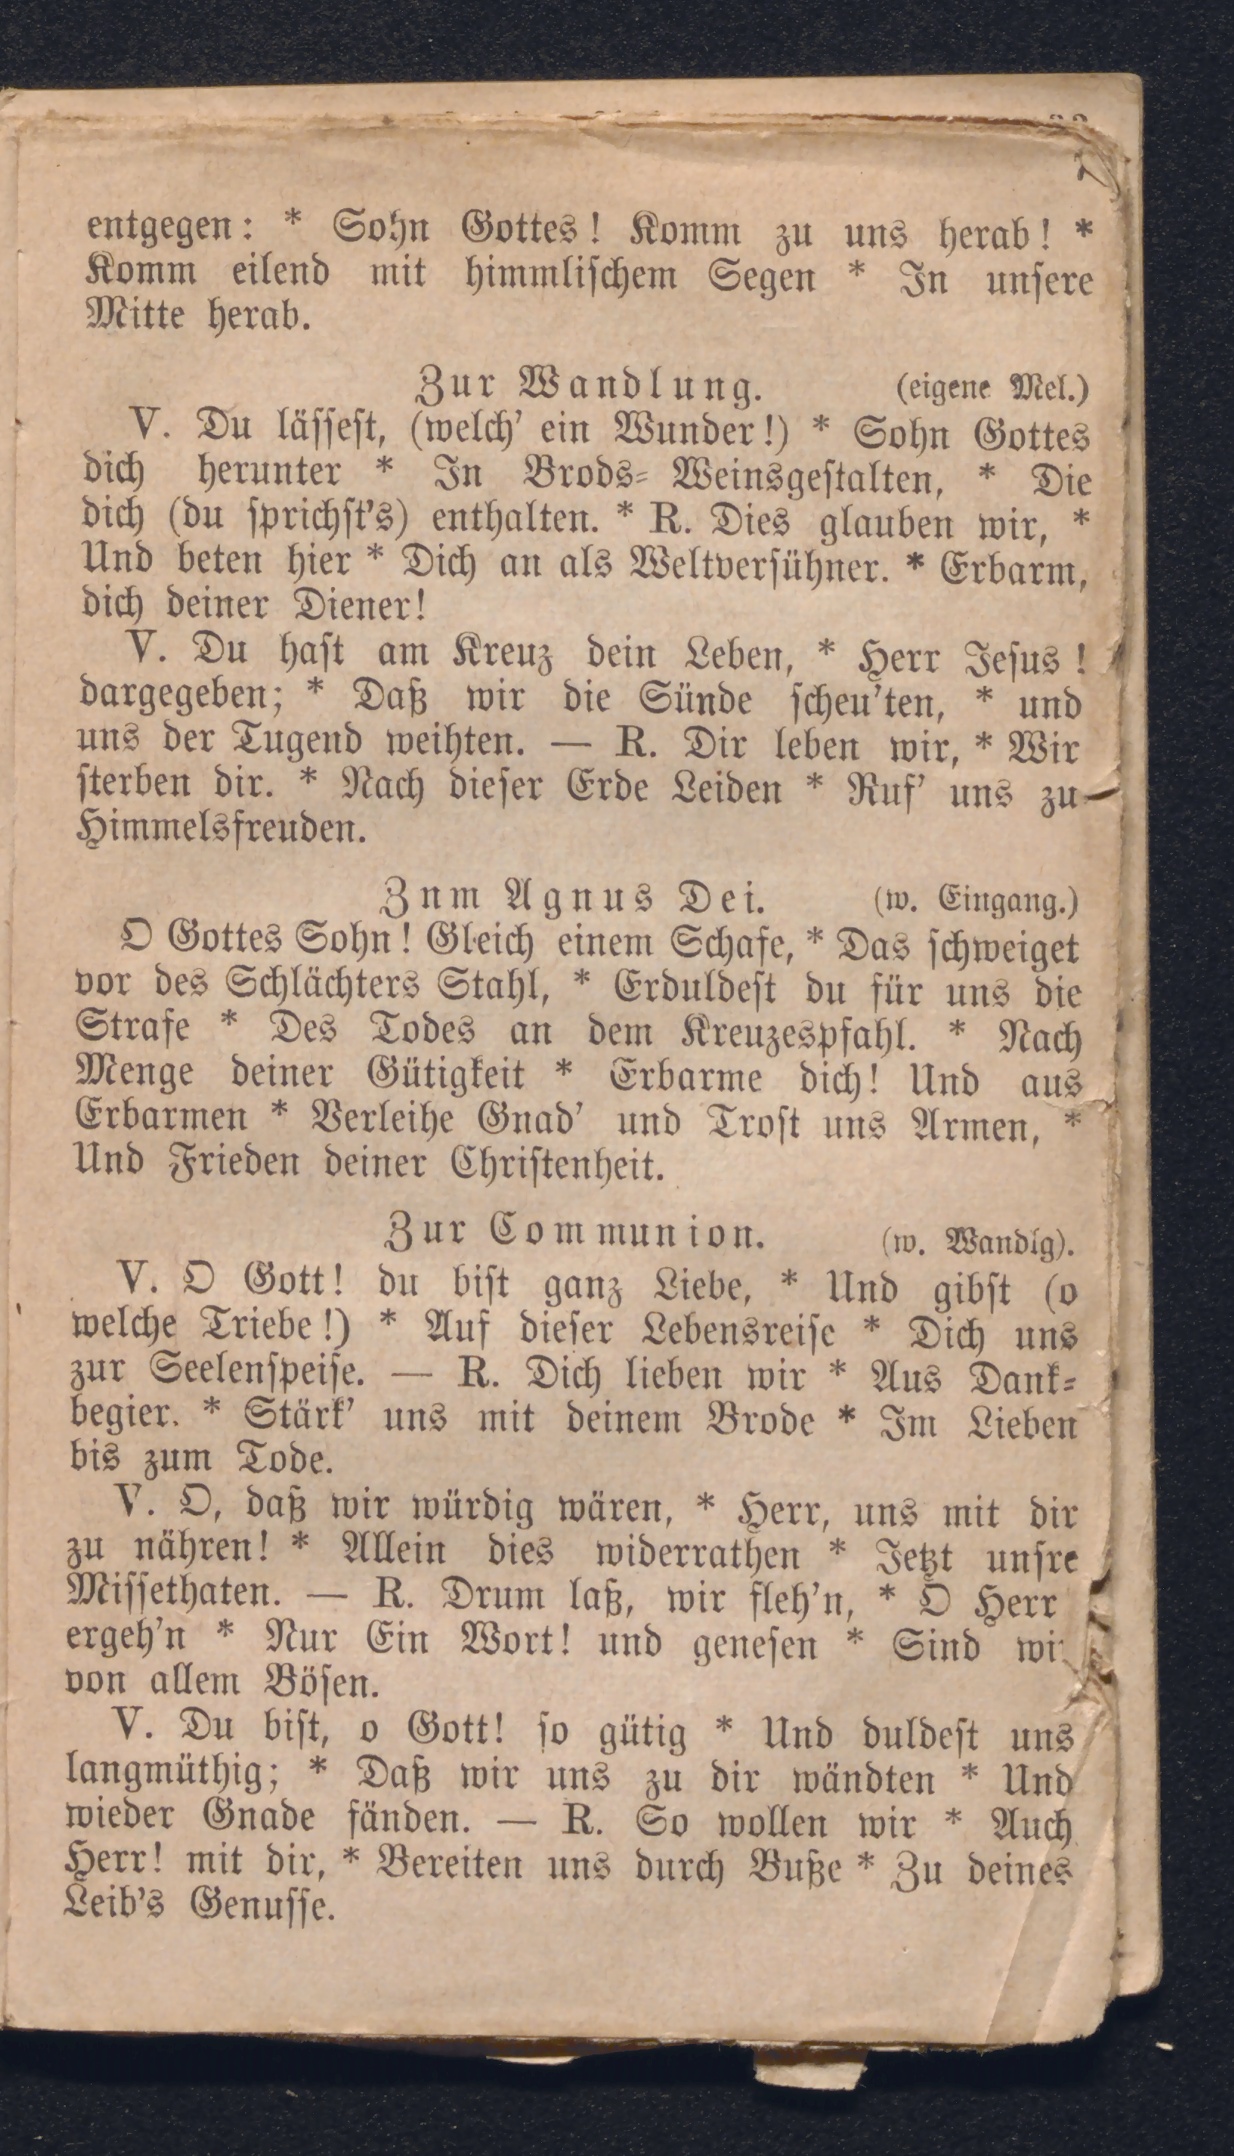 entgegen: * Sohn Gottes! Komm zu uns herab! *
Komm eilend mit himmlischem Segen * In unsere
Mitte herab.
Zur Wandlung. (eigene Mel.)
V. Du lässest, (welch' ein Wunder!) * Sohn Gottes
dich herunter * In Brods= Weinsgestalten, * Die
dich (du sprichst's) enthalten. * R. Dies glauben wir, *
Und beten hier * Dich an als Weltversühner. * Erbarm,
dich deiner Diener!
V. Du hast am Kreuz dein Leben, * Herr Jesus!
dargegeben; * Daß wir die Sünde scheu'ten, * und
uns der Tugend weihten. — R. Dir leben wir, * Wir
sterben dir. * Nach dieser Erde Leiden * Ruf' uns zu
Himmelsfreuden.
Znm Agnus Dei. (w. Eingang.)
O Gottes Sohn! Gleich einem Schafe, * Das schweiget
vor des Schlächters Stahl, * Erduldest du für uns die
Strafe * Des Todes an dem Kreuzespfahl. * Nach
Menge deiner Gütigkeit * Erbarme dich! Und aus
Erbarmen * Verleihe Gnad' und Trost uns Armen, *
Und Frieden deiner Christenheit.
Zur Communion. (w. Wandlg).
V. O Gott! du bist ganz Liebe, * Und gibst (o
welche Triebe!) * Auf dieser Lebensreise * Dich uns
zur Seelenspeise. — R. Dich lieben wir * Aus Dank=
begier. * Stärk' uns mit deinem Brode * Im Lieben
bis zum Tode.
V. O, daß wir würdig wären, * Herr, uns mit dir
zu nähren! * Allein dies widerrathen * Jetzt unsre
Missethaten. — R. Drum laß, wir fleh'n, * O Herr
ergeh'n * Nur Ein Wort! und genesen * Sind wi
von allem Bösen.
V. Du bist, o Gott! so gütig * Und duldest uns
langmüthig; * Daß wir uns zu dir wändten * Und
wieder Gnade fänden. — R. So wollen wir * Auch
Herr! mit dir, * Bereiten uns durch Buße * Zu deines
Leib's Genusse.